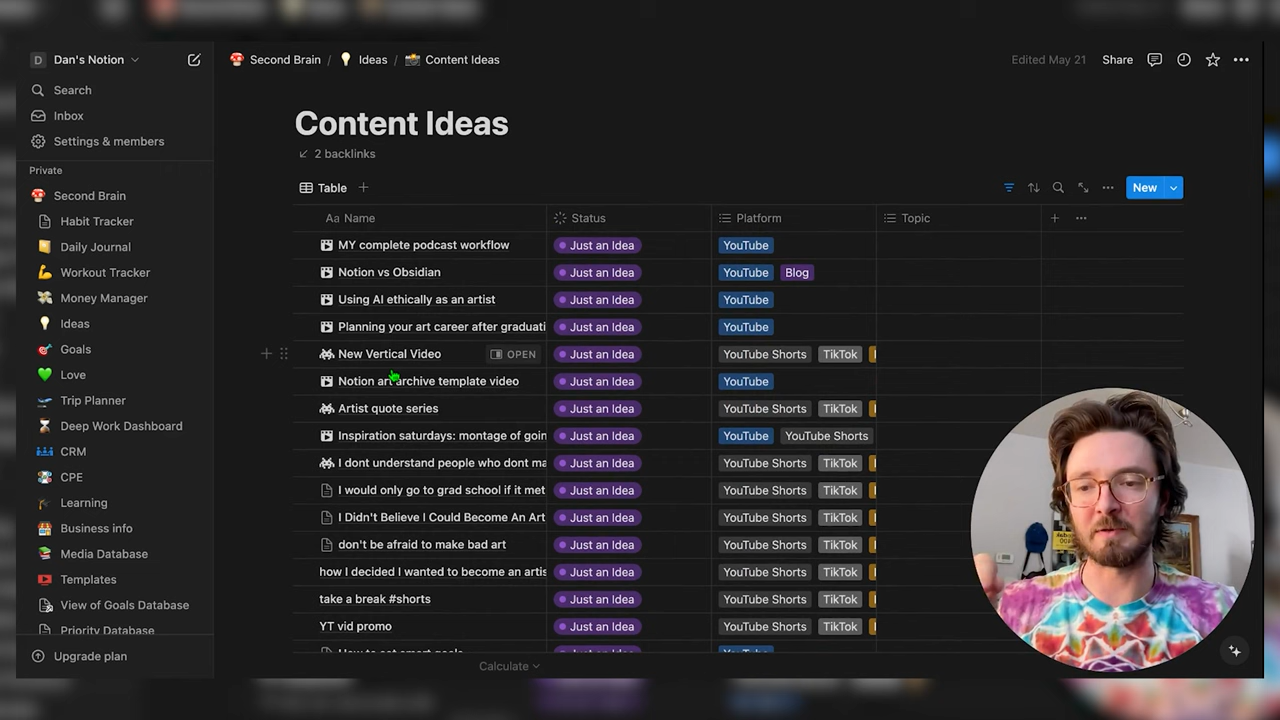 D Dan's Notion
Search
Inbox
Settings & members
Private
Second Brain
Habit Tracker
Daily Journal
Workout Tracker
Money Manager
Ideas
Goals
Love
Trip Planner
Deep Work Dashboard
CRM
CPE
Learning
Business info
Media Database
Templates
View of Goals Database
Priority Database
Upgrade plan
Second Brain / Ideas / Content Ideas
Edited May 21 Share
Content Ideas
2 backlinks
Table
New
Aa Name Status Platform Topic
MY complete podcast workflow Just an Idea YouTube
Notion vs Obsidian Just an Idea YouTube Blog
Using AI ethically as an artist Just an Idea YouTube
Planning your art career after graduati Just an Idea YouTube
New Vertical Video OPEN Just an Idea YouTube Shorts TikTok
Notion art archive template video Just an Idea YouTube
Artist quote series Just an Idea YouTube Shorts TikTok
Inspiration saturdays: montage of goin Just an Idea YouTube YouTube Shorts
I dont understand people who dont ma Just an Idea YouTube Shorts TikTok
I would only go to grad school if it met Just an Idea YouTube Shorts TikTok
I Didn't Believe I Could Become An Art Just an Idea YouTube Shorts TikTok
don't be afraid to make bad art Just an Idea YouTube Shorts TikTok
how I decided I wanted to become an artis Just an Idea YouTube Shorts TikTok
take a break #shorts Just an Idea YouTube Shorts TikTok
YT vid promo Just an Idea YouTube Shorts TikTok
Calculate